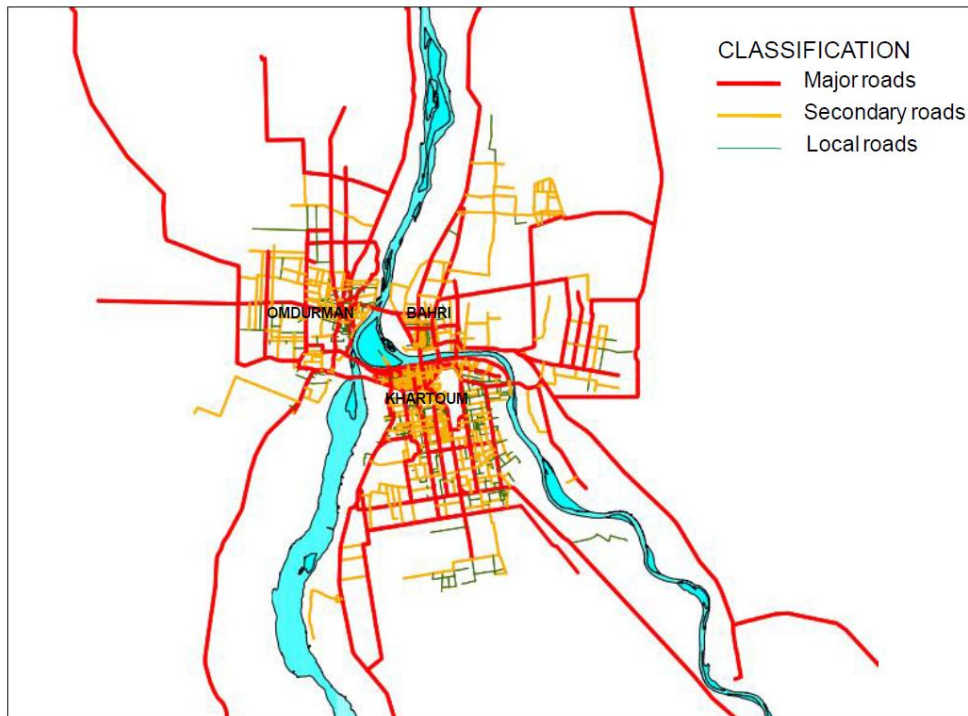 CLASSIFICATION
Major roads
Secondary roads
Local roads
OMDURMAN
BAHRI
KHARTOUM